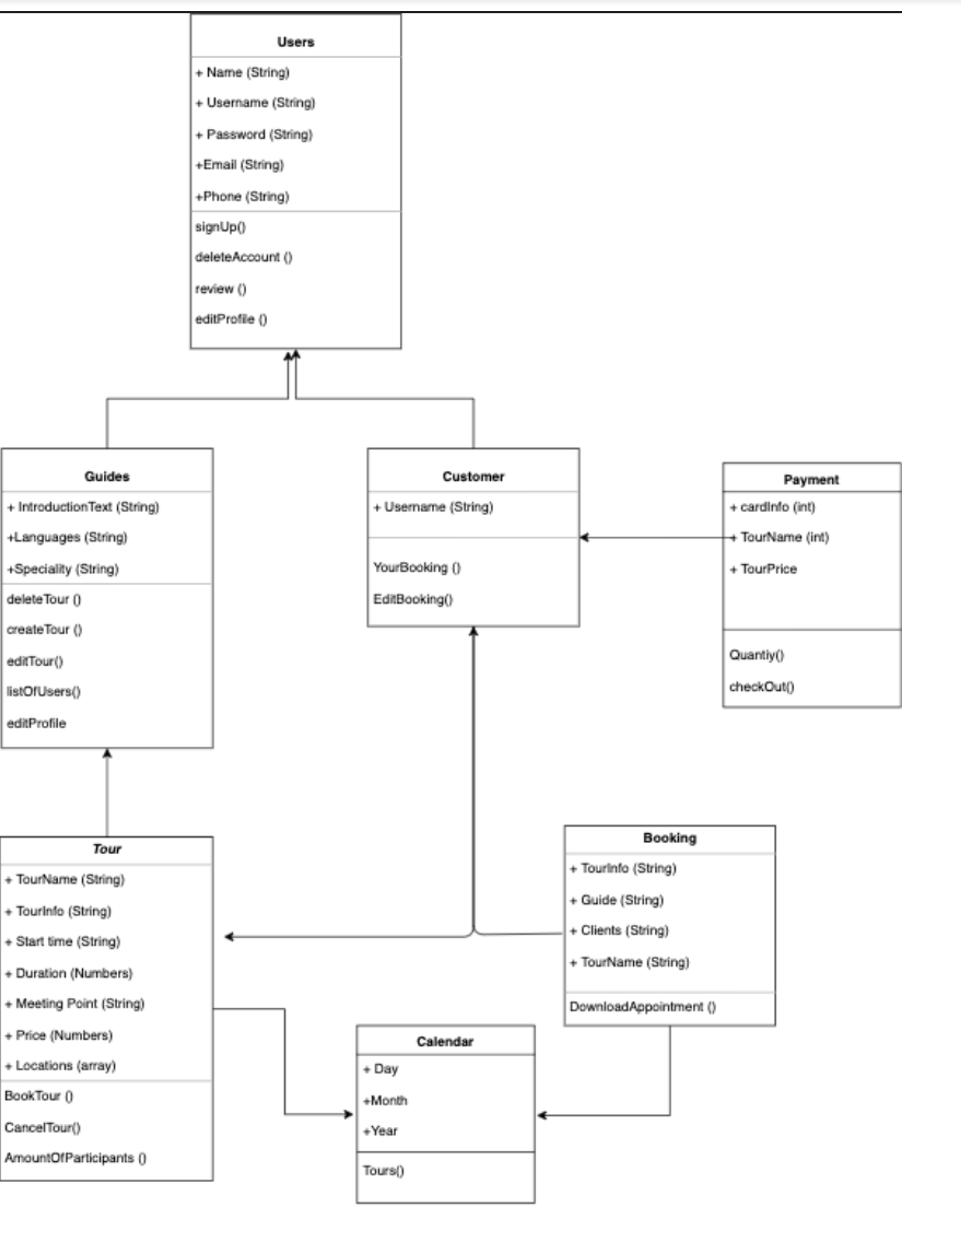 Users
+ Name (String)
+ Username (String)
+ Password (String)
+Email (String)
+Phone (String)
signUp()
deleteAccount ()
review ()
editProfile ()
Guides
+ IntroductionText (String)
+Languages (String)
+Speciality (String)
deleteTour ()
createTour ()
editTour()
listOfUsers()
editProfile
Customer
+ Username (String)
YourBooking ()
EditBooking()
Payment
+ cardInfo (int)
+ TourName (int)
+ TourPrice
Quantiy()
checkOut()
Tour
+ TourName (String)
+ TourInfo (String)
+ Start time (String)
+ Duration (Numbers)
+ Meeting Point (String)
+ Price (Numbers)
+ Locations (array)
BookTour ()
CancelTour()
AmountOfParticipants ()
Booking
+ TourInfo (String)
+ Guide (String)
+ Clients (String)
+ TourName (String)
DownloadAppointment ()
Calendar
+ Day
+Month
+Year
Tours()